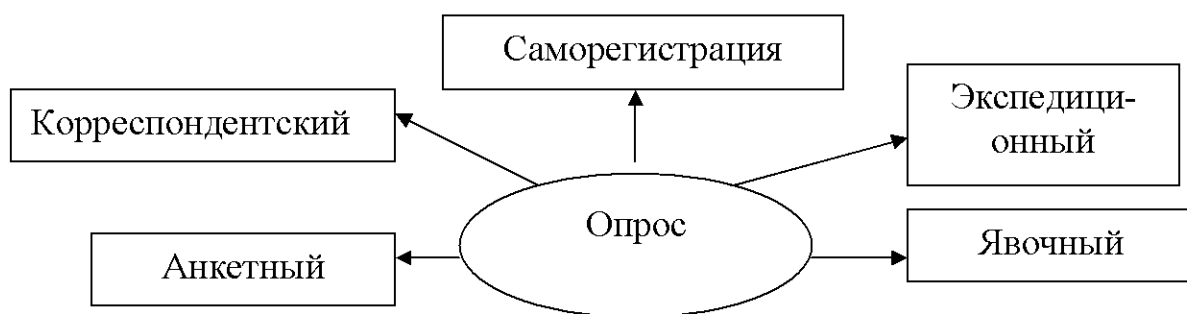 Саморегистрация
Корреспондентский
Экспедици-
онный
Опрос
Анкетный
Явочный